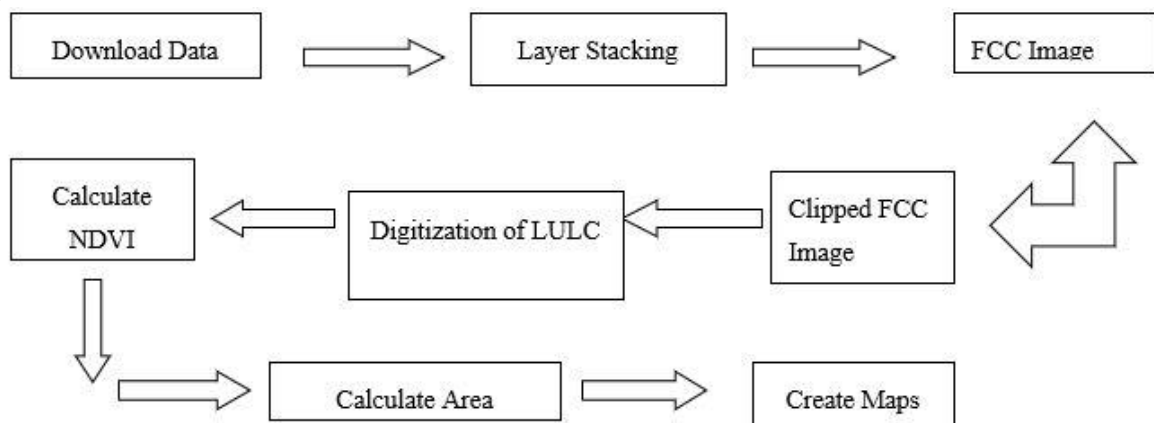 Download Data
Layer Stacking
FCC Image
Clipped FCC
Image
Digitization of LULC
Calculate
NDVI
Calculate Area
Create Maps